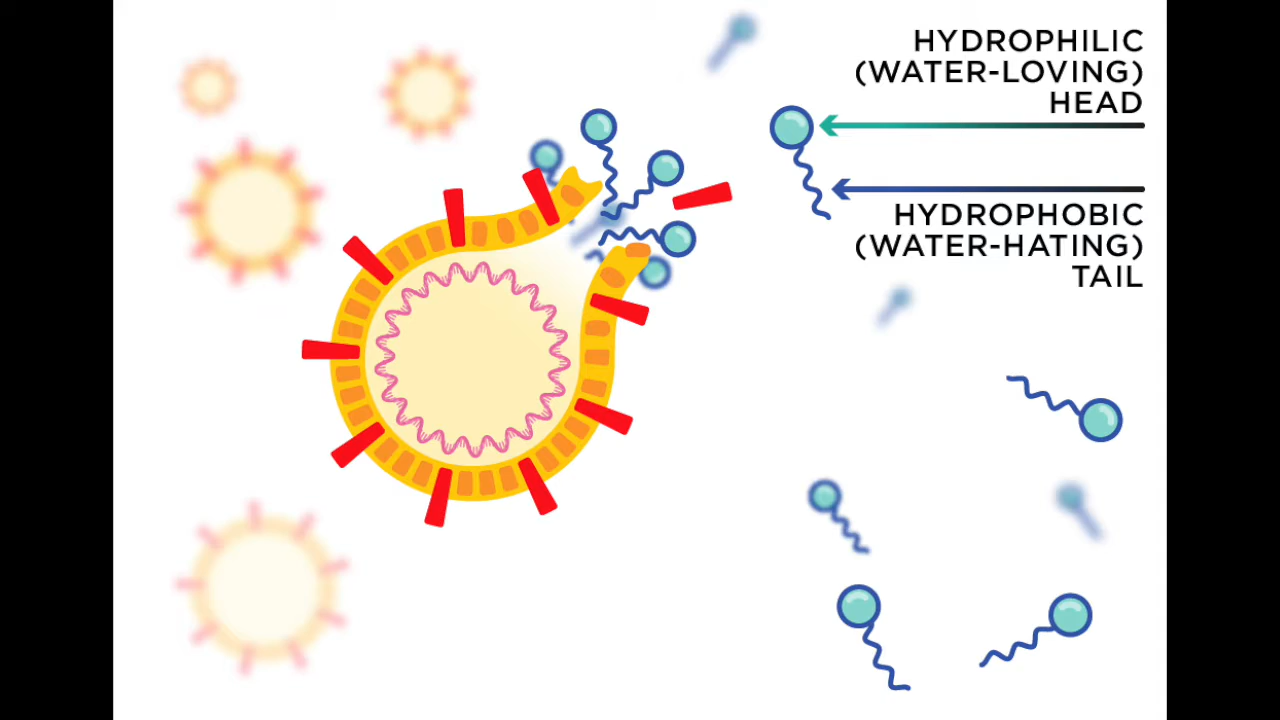 HYDROPHILIC
(WATER-LOVING)
HEAD
HYDROPHOBIC
(WATER-HATING)
TAIL